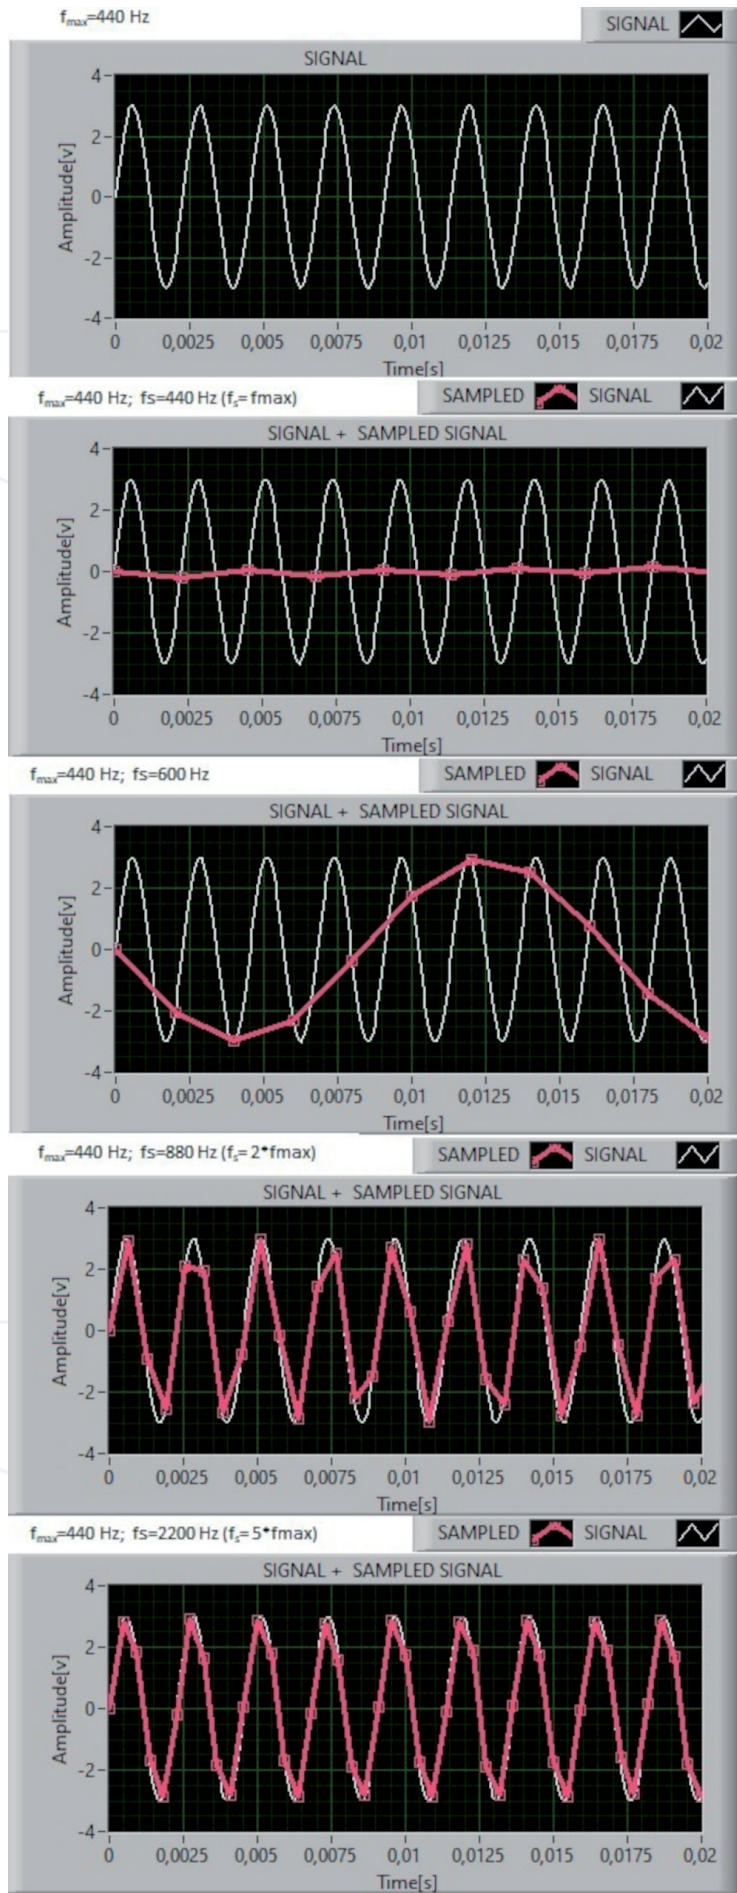 fmax=440 Hz
SIGNAL
SIGNAL
4
2
0
-2
-4
Amplitude[v]
0 0,0025 0,005 0,0075 0,01 0,0125 0,015 0,0175 0,02
Time[s]
fmax=440 Hz; fs=440 Hz (fs= fmax)
SAMPLED SIGNAL
SIGNAL + SAMPLED SIGNAL
4
2
0
-2
-4
Amplitude[v]
0 0,0025 0,005 0,0075 0,01 0,0125 0,015 0,0175 0,02
Time[s]
fmax=440 Hz; fs=600 Hz
SAMPLED SIGNAL
SIGNAL + SAMPLED SIGNAL
4
2
0
-2
-4
Amplitude[v]
0 0,0025 0,005 0,0075 0,01 0,0125 0,015 0,0175 0,02
Time[s]
fmax=440 Hz; fs=880 Hz (fs= 2*fmax)
SAMPLED SIGNAL
SIGNAL + SAMPLED SIGNAL
4
2
0
-2
-4
Amplitude[v]
0 0,0025 0,005 0,0075 0,01 0,0125 0,015 0,0175 0,02
Time[s]
fmax=440 Hz; fs=2200 Hz (fs= 5*fmax)
SAMPLED SIGNAL
SIGNAL + SAMPLED SIGNAL
4
2
0
-2
-4
Amplitude[v]
0 0,0025 0,005 0,0075 0,01 0,0125 0,015 0,0175 0,02
Time[s]